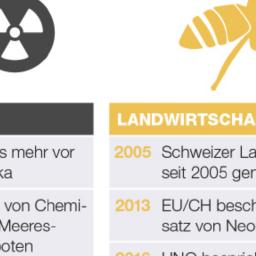 s mehr vor
ka
von Chemi-
Meeres-
boten
LANDWIRTSCHA
2005 Schweizer La
seit 2005 gen
2013 EU/CH besch
satz von Neo